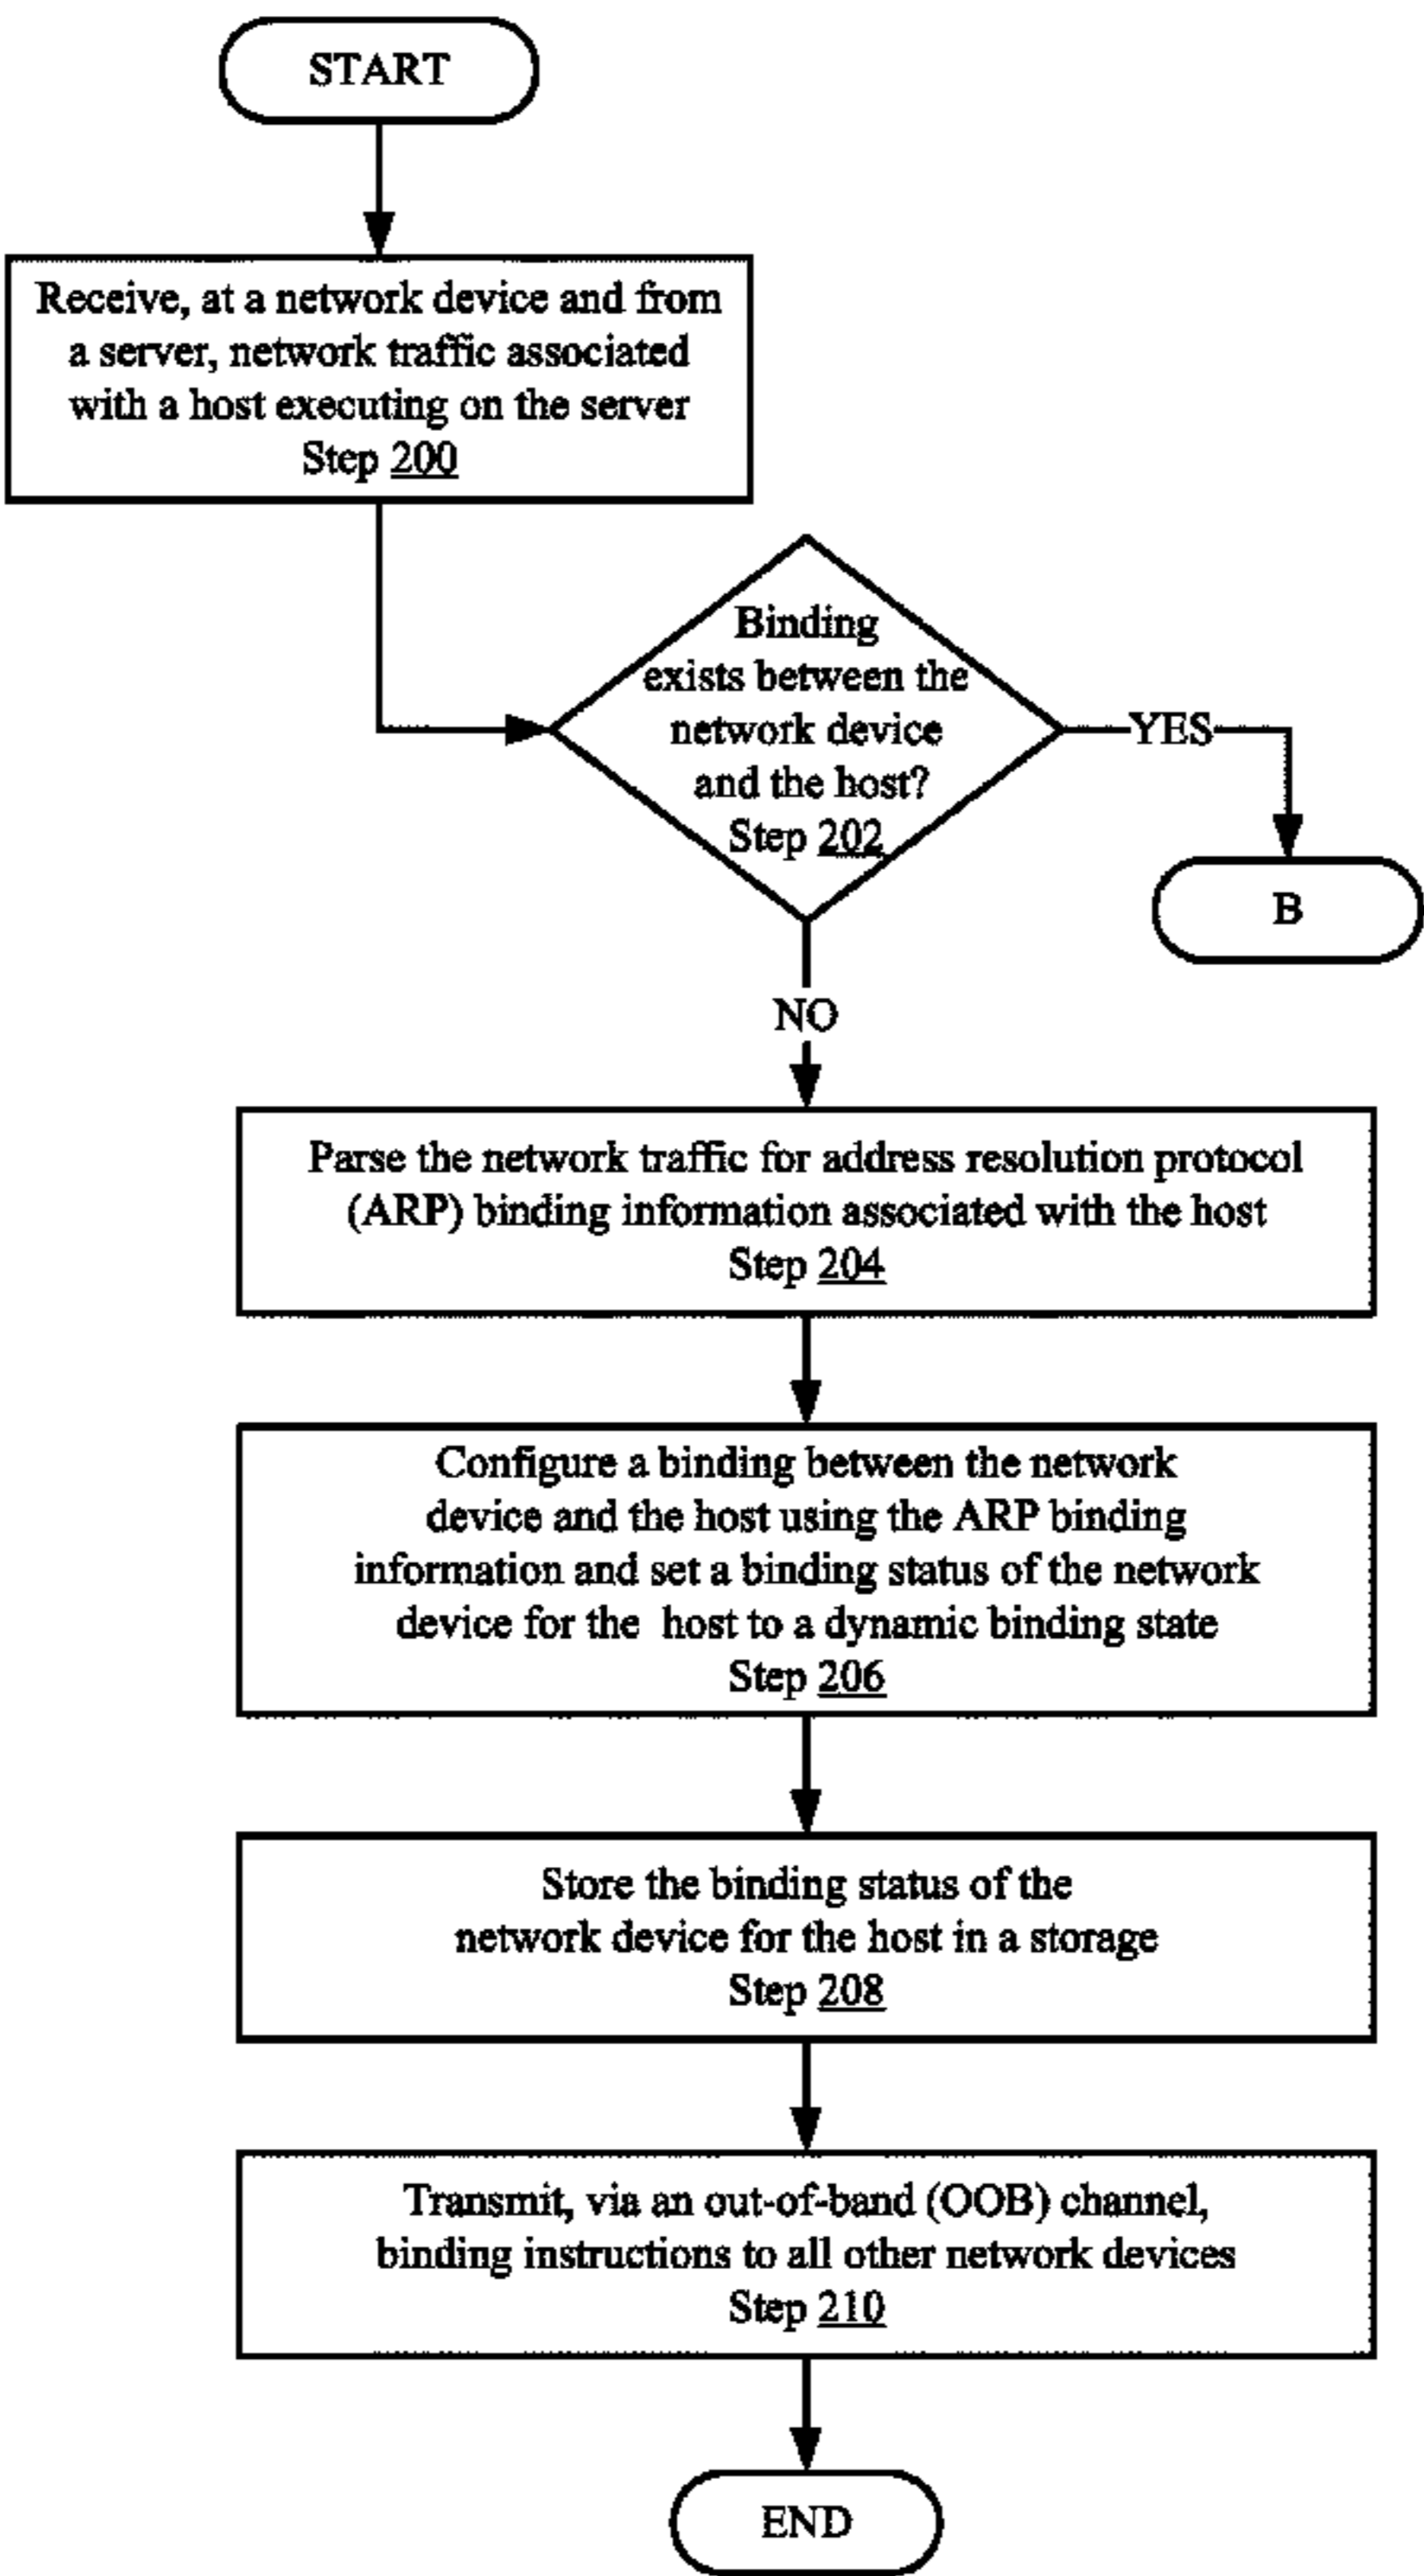 START
Receive, at a network device and from
a server, network traffic associated
with a host executing on the server
Step 200
Binding
exists between the
network device
and the host?
Step 202
YES
B
NO
Parse the network traffic for address resolution protocol
(ARP) binding information associated with the host
Step 204
Configure a binding between the network
device and the host using the ARP binding
information and set a binding status of the network
device for the host to a dynamic binding state
Step 206
Store the binding status of the
network device for the host in a storage
Step 208
Transmit, via an out-of-band (OOB) channel,
binding instructions to all other network devices
Step 210
END